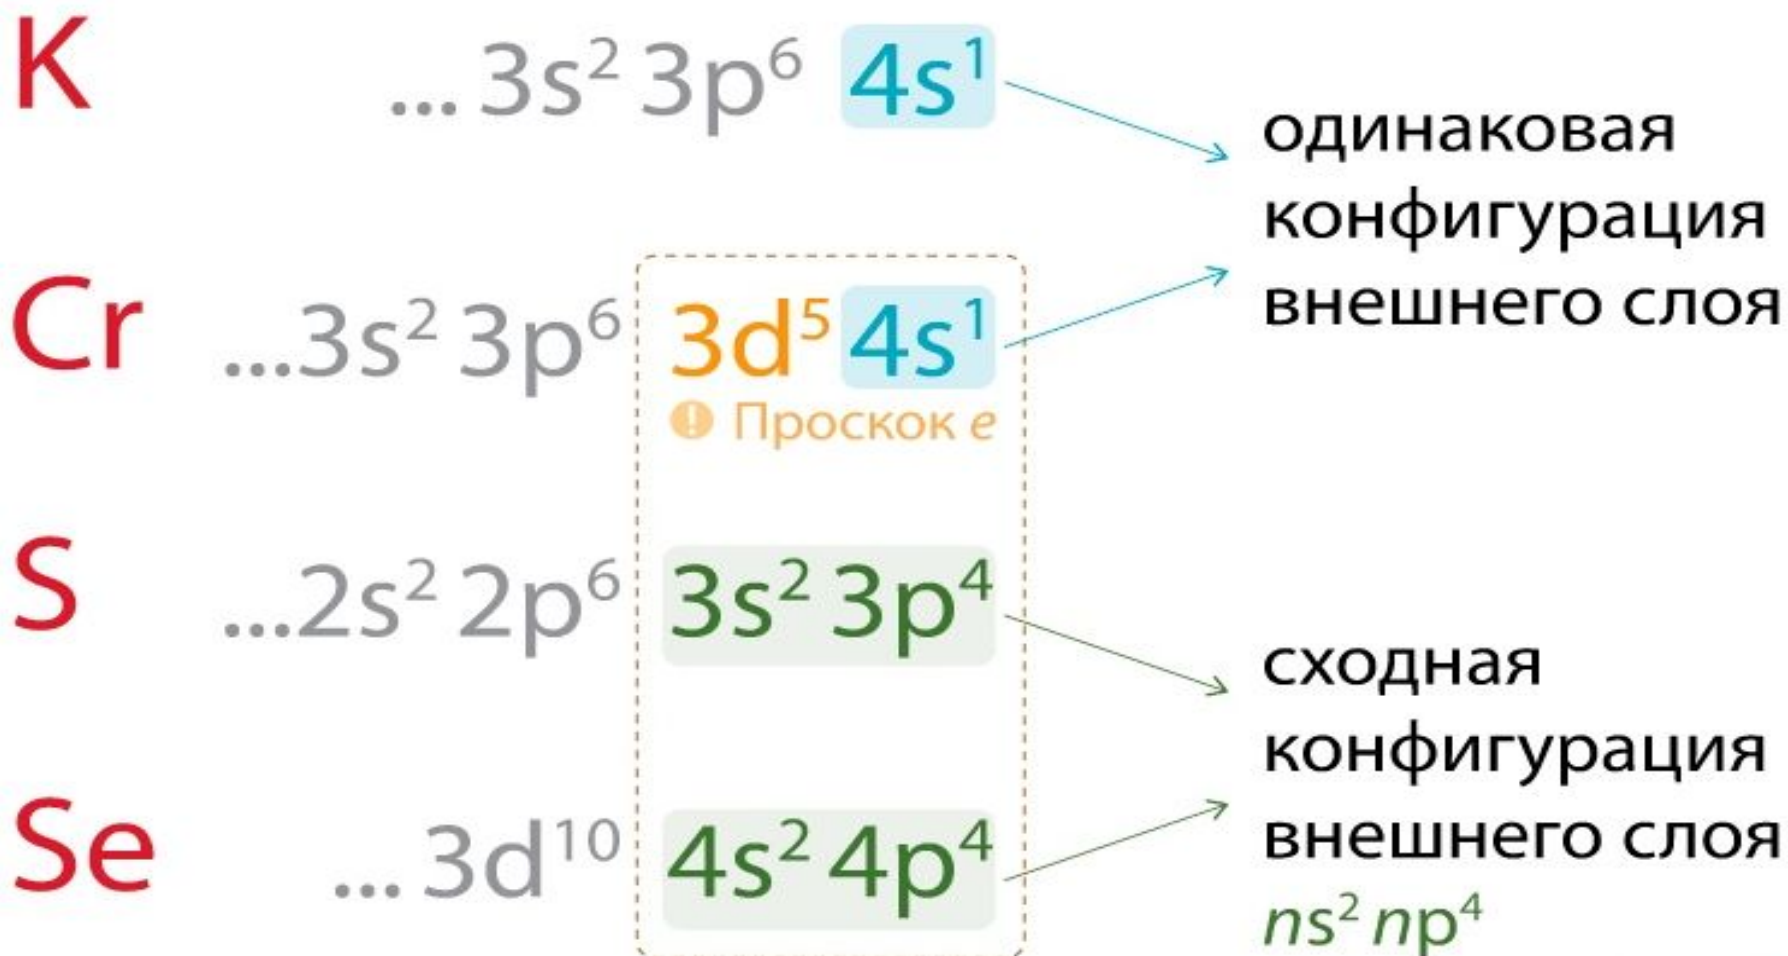 K ... 3s² 3p⁶ 4s¹
одинаковая
конфигурация
внешнего слоя
Cr ...3s² 3p⁶ 3d⁵ 4s¹
! Проскок e
S ...2s² 2p⁶ 3s² 3p⁴
сходная
конфигурация
внешнего слоя
ns² np⁴
Se ... 3d¹⁰ 4s² 4p⁴